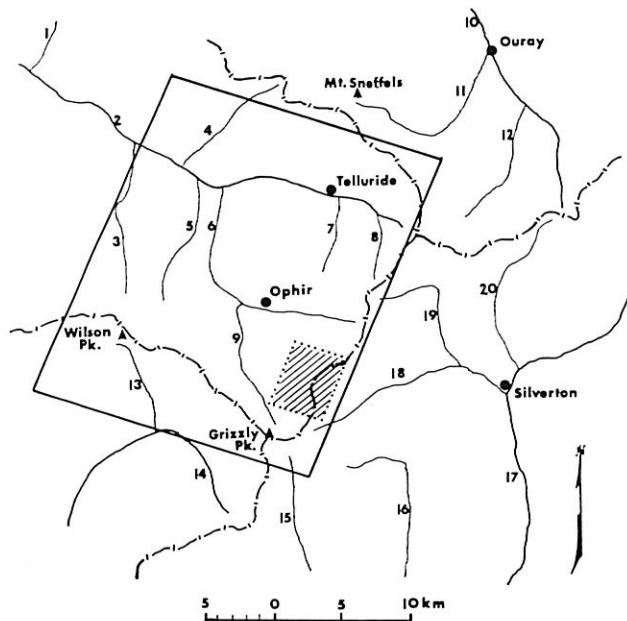 10
1
Ouray
Mt. Sneffels
11
2
4
12
Telluride
3
5
6
7
8
20
Ophir
19
Wilson
Pk.
9
13
18
Silverton
Grizzly
Pk.
N
14
17
15
16
5 0 5 10 km